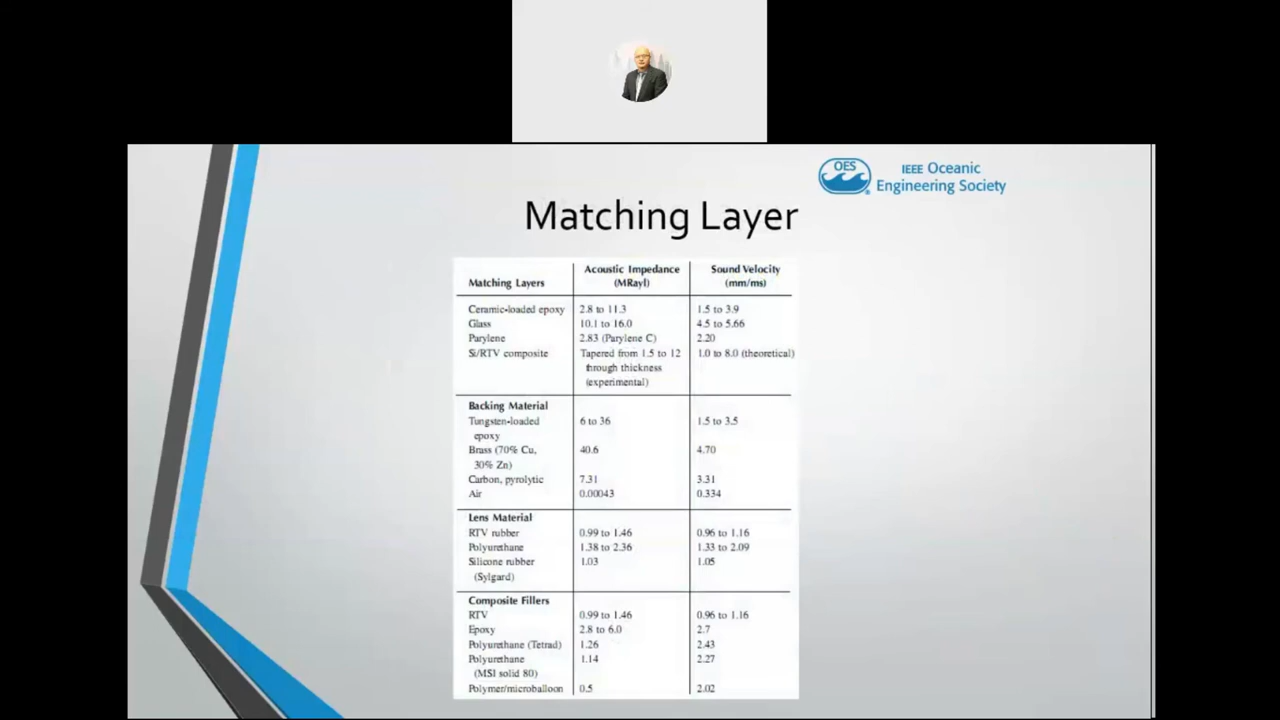 OES
IEEE Oceanic
Engineering Society
Matching Layer
Matching Layers Acoustic Impedance (MRayl) Sound Velocity (mm/ms)
Ceramic-loaded epoxy 2.8 to 11.3 1.5 to 3.9
Glass 10.1 to 16.0 4.5 to 5.66
Parylene 2.83 (Parylene C) 2.20
Si/RTV composite Tapered from 1.5 to 12 1.0 to 8.0 (theoretical)
through thickness
(experimental)
Backing Material
Tungsten-loaded 6 to 36 1.5 to 3.5
epoxy
Brass (70% Cu, 40.6 4.70
30% Zn)
Carbon, pyrolytic 7.31 3.31
Air 0.00043 0.334
Lens Material
RTV rubber 0.99 to 1.46 0.96 to 1.16
Polyurethane 1.38 to 2.36 1.33 to 2.09
Silicone rubber 1.03 1.05
(Sylgard)
Composite Fillers
RTV 0.99 to 1.46 0.96 to 1.16
Epoxy 2.8 to 6.0 2.7
Polyurethane (Tetrad) 1.26 2.43
Polyurethane 1.14 2.27
(MSI solid 80)
Polymer/microballoon 0.5 2.02